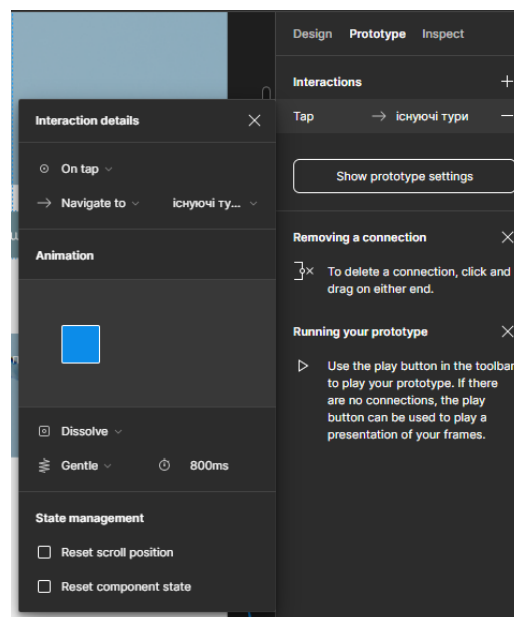 Design Prototype Inspect
Interactions
Tap → існуючі тури
Show prototype settings
Removing a connection
To delete a connection, click and
drag on either end.
Running your prototype
Use the play button in the toolbar
to play your prototype. If there
are no connections, the play
button can be used to play a
presentation of your frames.
Interaction details
On tap
Navigate to існуючі ту...
Animation
Dissolve
Gentle 800ms
State management
Reset scroll position
Reset component state